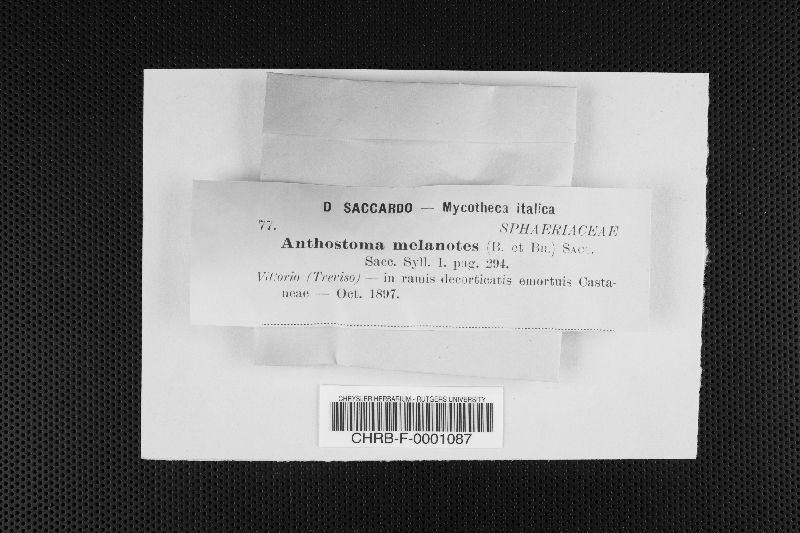 D SACCARDO — Mycotheca italica
77.
SPHAERIACEAE
Anthostoma melanotes (B. et Br.) Sacc.
Sacc. Syll. I. pag. 294.
Vittorio (Treviso) — in ramis decorticatis emortuis Casta-
neae — Oct. 1897.
CHRYSLER HERBARIUM - RUTGERS UNIVERSITY
CHRB-F-0001087